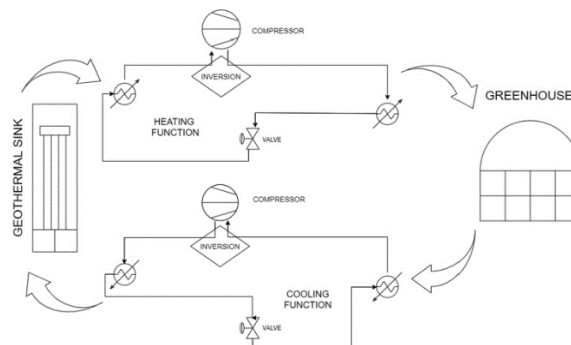 COMPRESSOR
INVERSION
HEATING
FUNCTION
VALVE
GREENHOUSE
GEOTHERMAL SINK
COMPRESSOR
INVERSION
COOLING
FUNCTION
VALVE